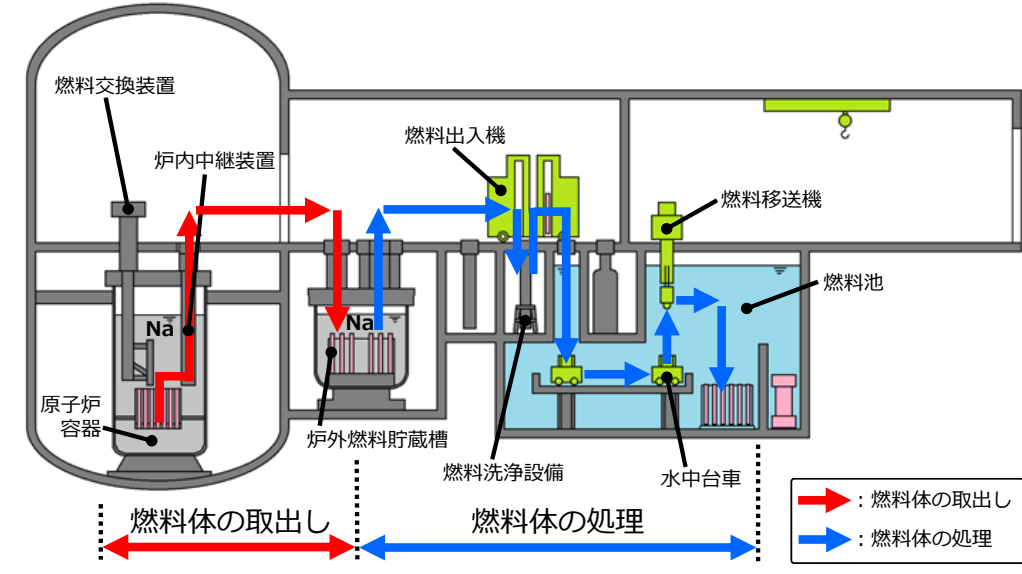 燃料交換装置
炉内中継装置
燃料出入機
燃料移送機
燃料池
Na
Na
原子炉
容器
炉外燃料貯蔵槽
燃料洗浄設備
水中台車
燃料体の取出し
燃料体の処理
：燃料体の取出し
：燃料体の処理